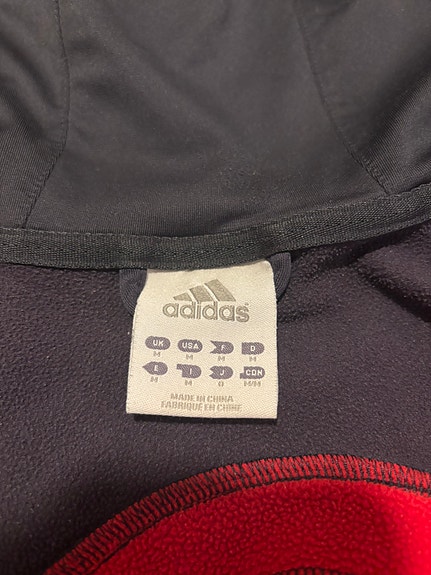 adidas
UK USA F D
M M M M
E I J CDN
M M O M/M
MADE IN CHINA
FABRIQUÉ EN CHINE